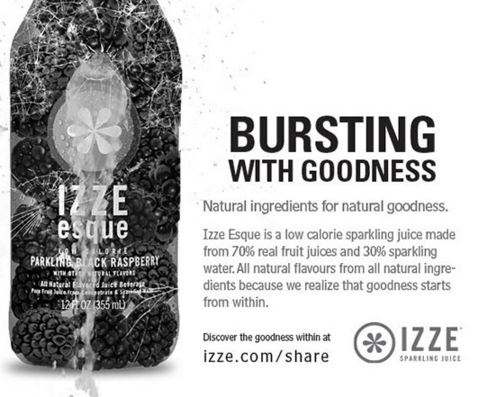 IZZE
esque
LOW CALORIE
PARKLING BLACK RASPBERRY
WITH OTHER NATURAL FLAVORS
All Natural Flavored Juice Beverage
12 FL OZ (355 mL)
BURSTING
WITH GOODNESS
Natural ingredients for natural goodness.
Izze Esque is a low calorie sparkling juice made
from 70% real fruit juices and 30% sparkling
water. All natural flavours from all natural ingre-
dients because we realize that goodness starts
from within.
Discover the goodness within at
izze.com/share
IZZE
SPARKLING JUICE